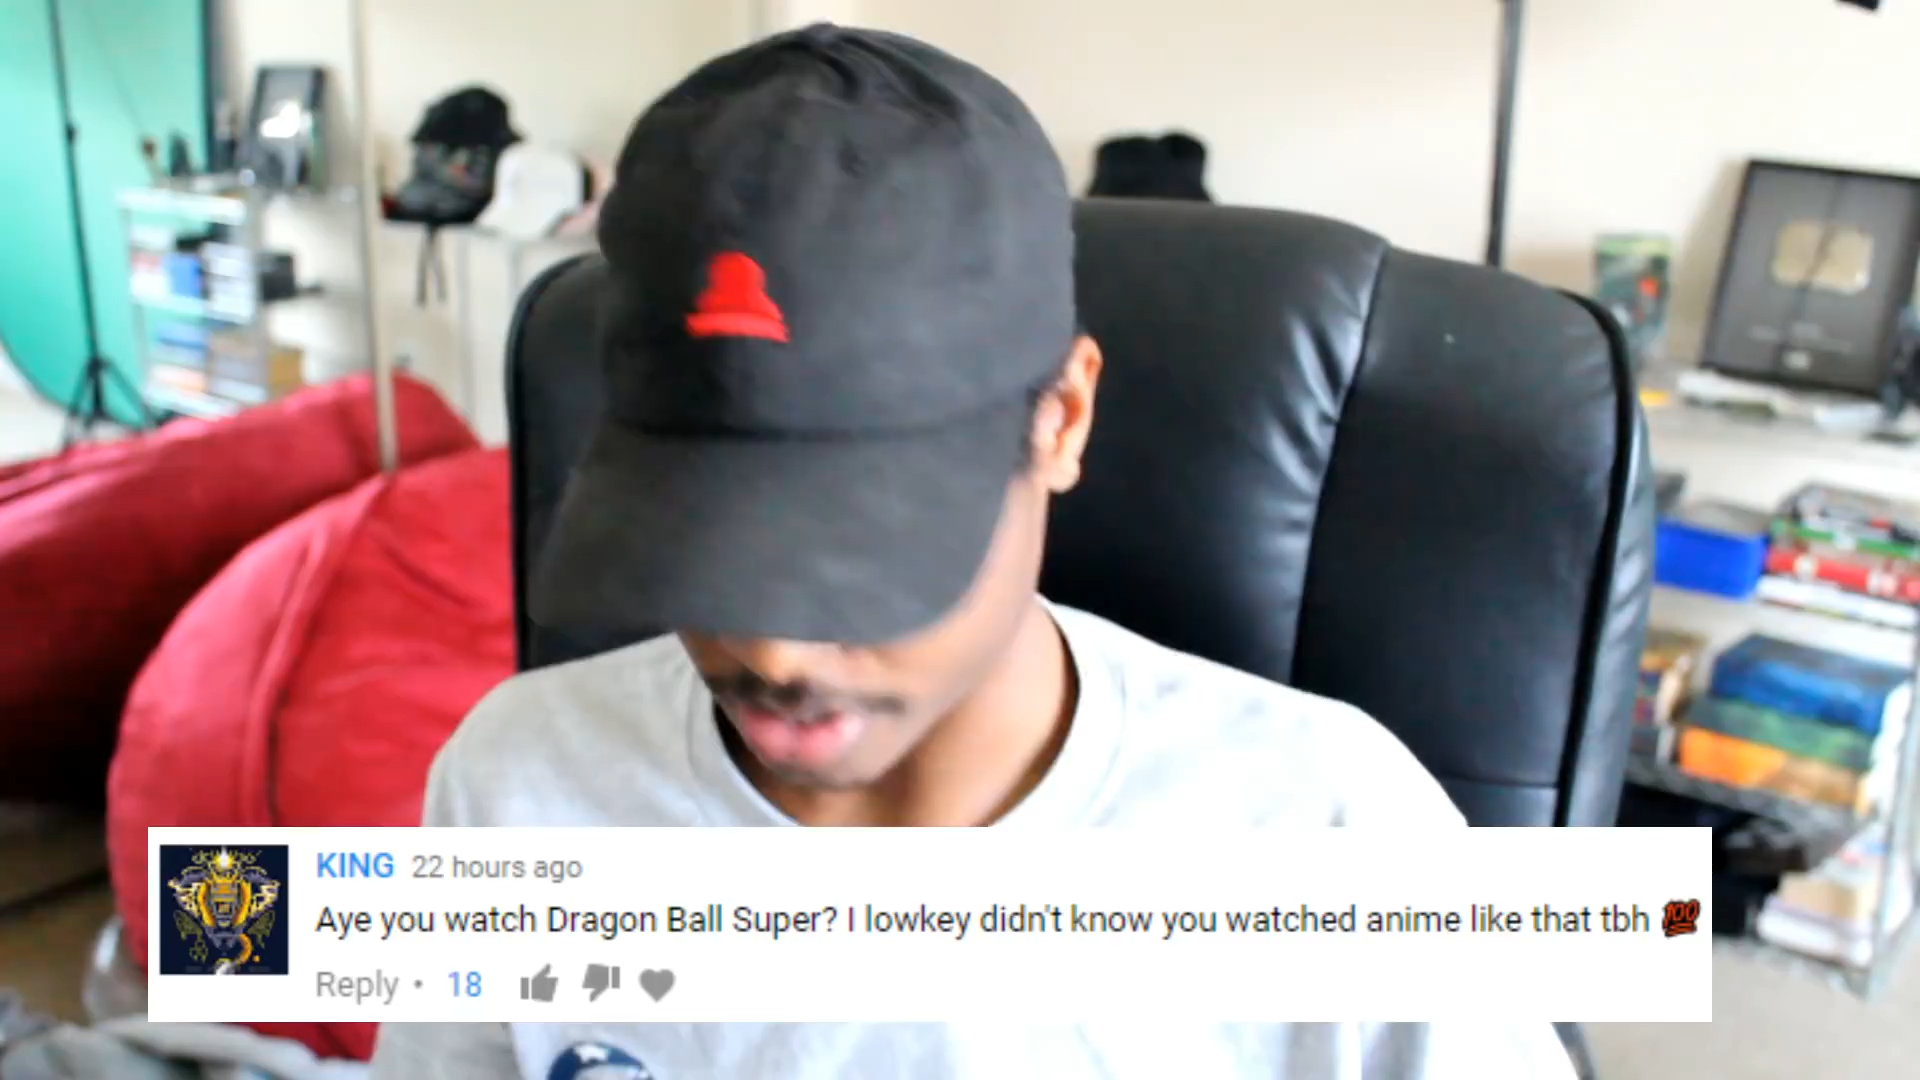 KING 22 hours ago
Aye you watch Dragon Ball Super? I lowkey didn't know you watched anime like that tbh 💯
Reply • 18